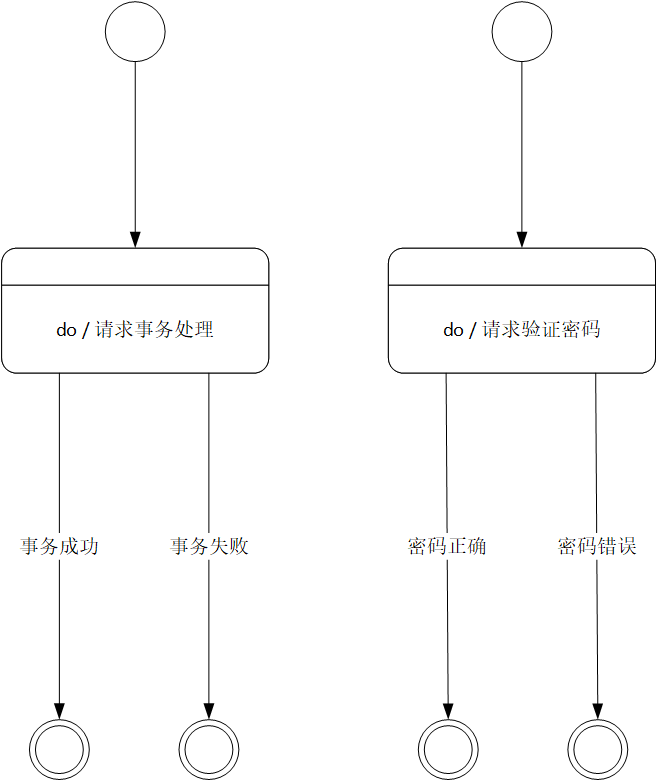 do / 请求事务处理
do / 请求验证密码
事务成功
事务失败
密码正确
密码错误